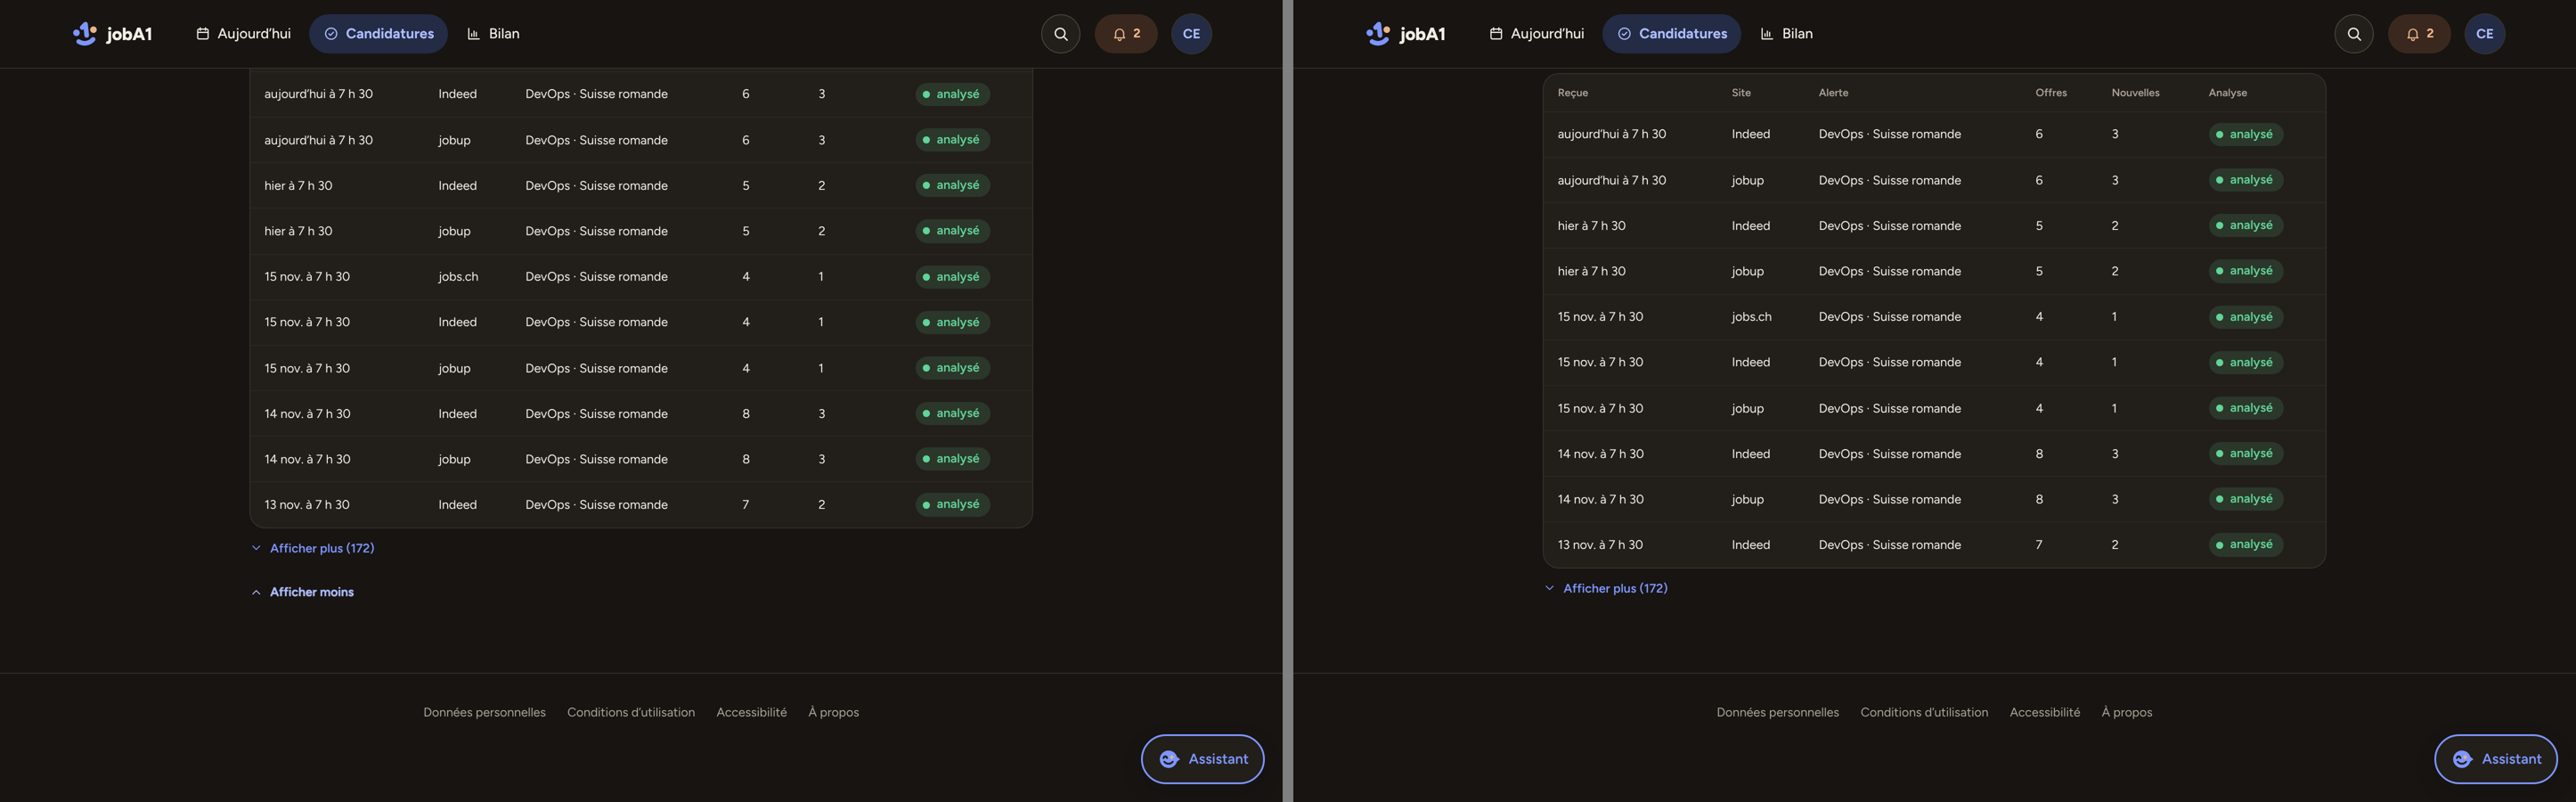 jobA1 Aujourd'hui Candidatures Bilan 2 CE
aujourd'hui à 7 h 30 Indeed DevOps · Suisse romande 6 3 analysé
aujourd'hui à 7 h 30 jobup DevOps · Suisse romande 6 3 analysé
hier à 7 h 30 Indeed DevOps · Suisse romande 5 2 analysé
hier à 7 h 30 jobup DevOps · Suisse romande 5 2 analysé
15 nov. à 7 h 30 jobs.ch DevOps · Suisse romande 4 1 analysé
15 nov. à 7 h 30 Indeed DevOps · Suisse romande 4 1 analysé
15 nov. à 7 h 30 jobup DevOps · Suisse romande 4 1 analysé
14 nov. à 7 h 30 Indeed DevOps · Suisse romande 8 3 analysé
14 nov. à 7 h 30 jobup DevOps · Suisse romande 8 3 analysé
13 nov. à 7 h 30 Indeed DevOps · Suisse romande 7 2 analysé
Afficher plus (172)
Afficher moins
Données personnelles Conditions d'utilisation Accessibilité À propos
Assistant
jobA1 Aujourd'hui Candidatures Bilan 2 CE
Reçue Site Alerte Offres Nouvelles Analyse
aujourd'hui à 7 h 30 Indeed DevOps · Suisse romande 6 3 analysé
aujourd'hui à 7 h 30 jobup DevOps · Suisse romande 6 3 analysé
hier à 7 h 30 Indeed DevOps · Suisse romande 5 2 analysé
hier à 7 h 30 jobup DevOps · Suisse romande 5 2 analysé
15 nov. à 7 h 30 jobs.ch DevOps · Suisse romande 4 1 analysé
15 nov. à 7 h 30 Indeed DevOps · Suisse romande 4 1 analysé
15 nov. à 7 h 30 jobup DevOps · Suisse romande 4 1 analysé
14 nov. à 7 h 30 Indeed DevOps · Suisse romande 8 3 analysé
14 nov. à 7 h 30 jobup DevOps · Suisse romande 8 3 analysé
13 nov. à 7 h 30 Indeed DevOps · Suisse romande 7 2 analysé
Afficher plus (172)
Données personnelles Conditions d'utilisation Accessibilité À propos
Assistant